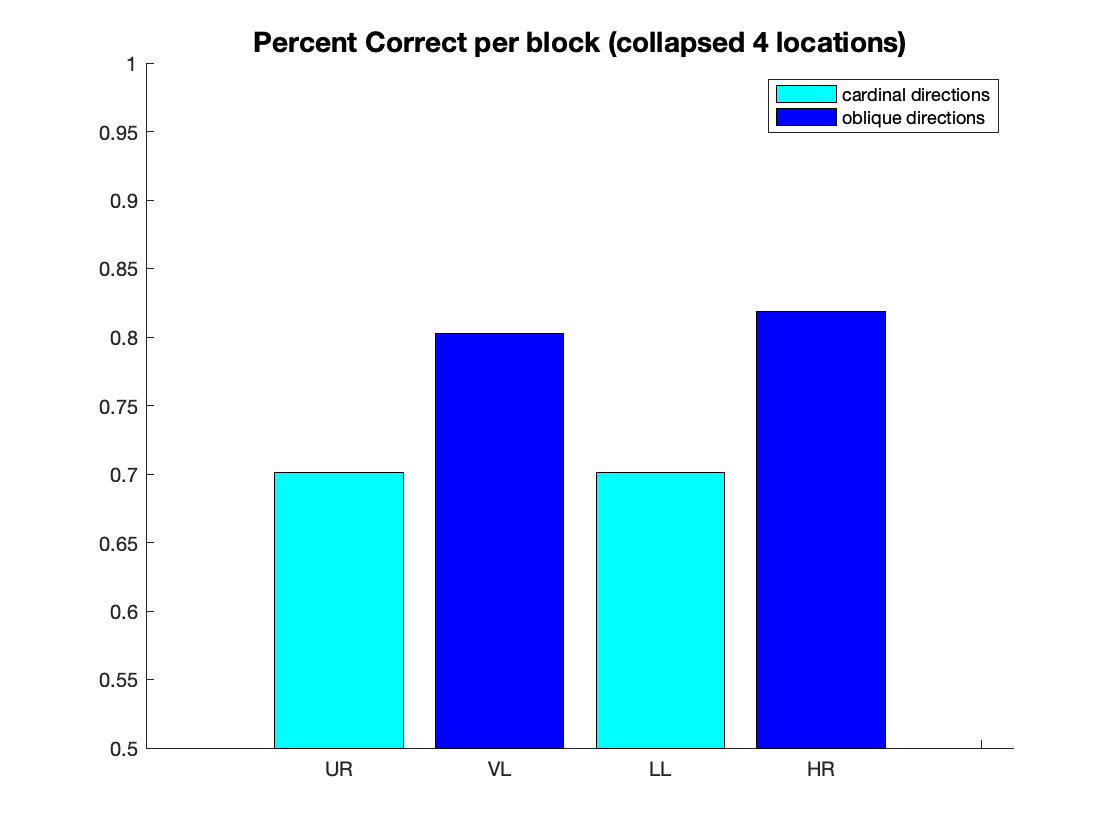 Percent Correct per block (collapsed 4 locations)
cardinal directions
oblique directions
1
0.95
0.9
0.85
0.8
0.75
0.7
0.65
0.6
0.55
0.5
UR VL LL HR